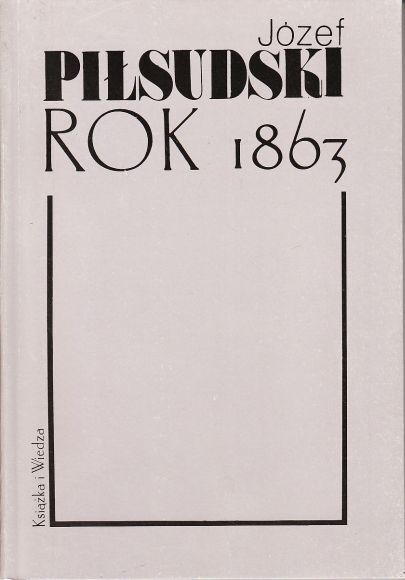 Józef
PIŁSUDSKI
ROK 1863
Książka i Wiedza